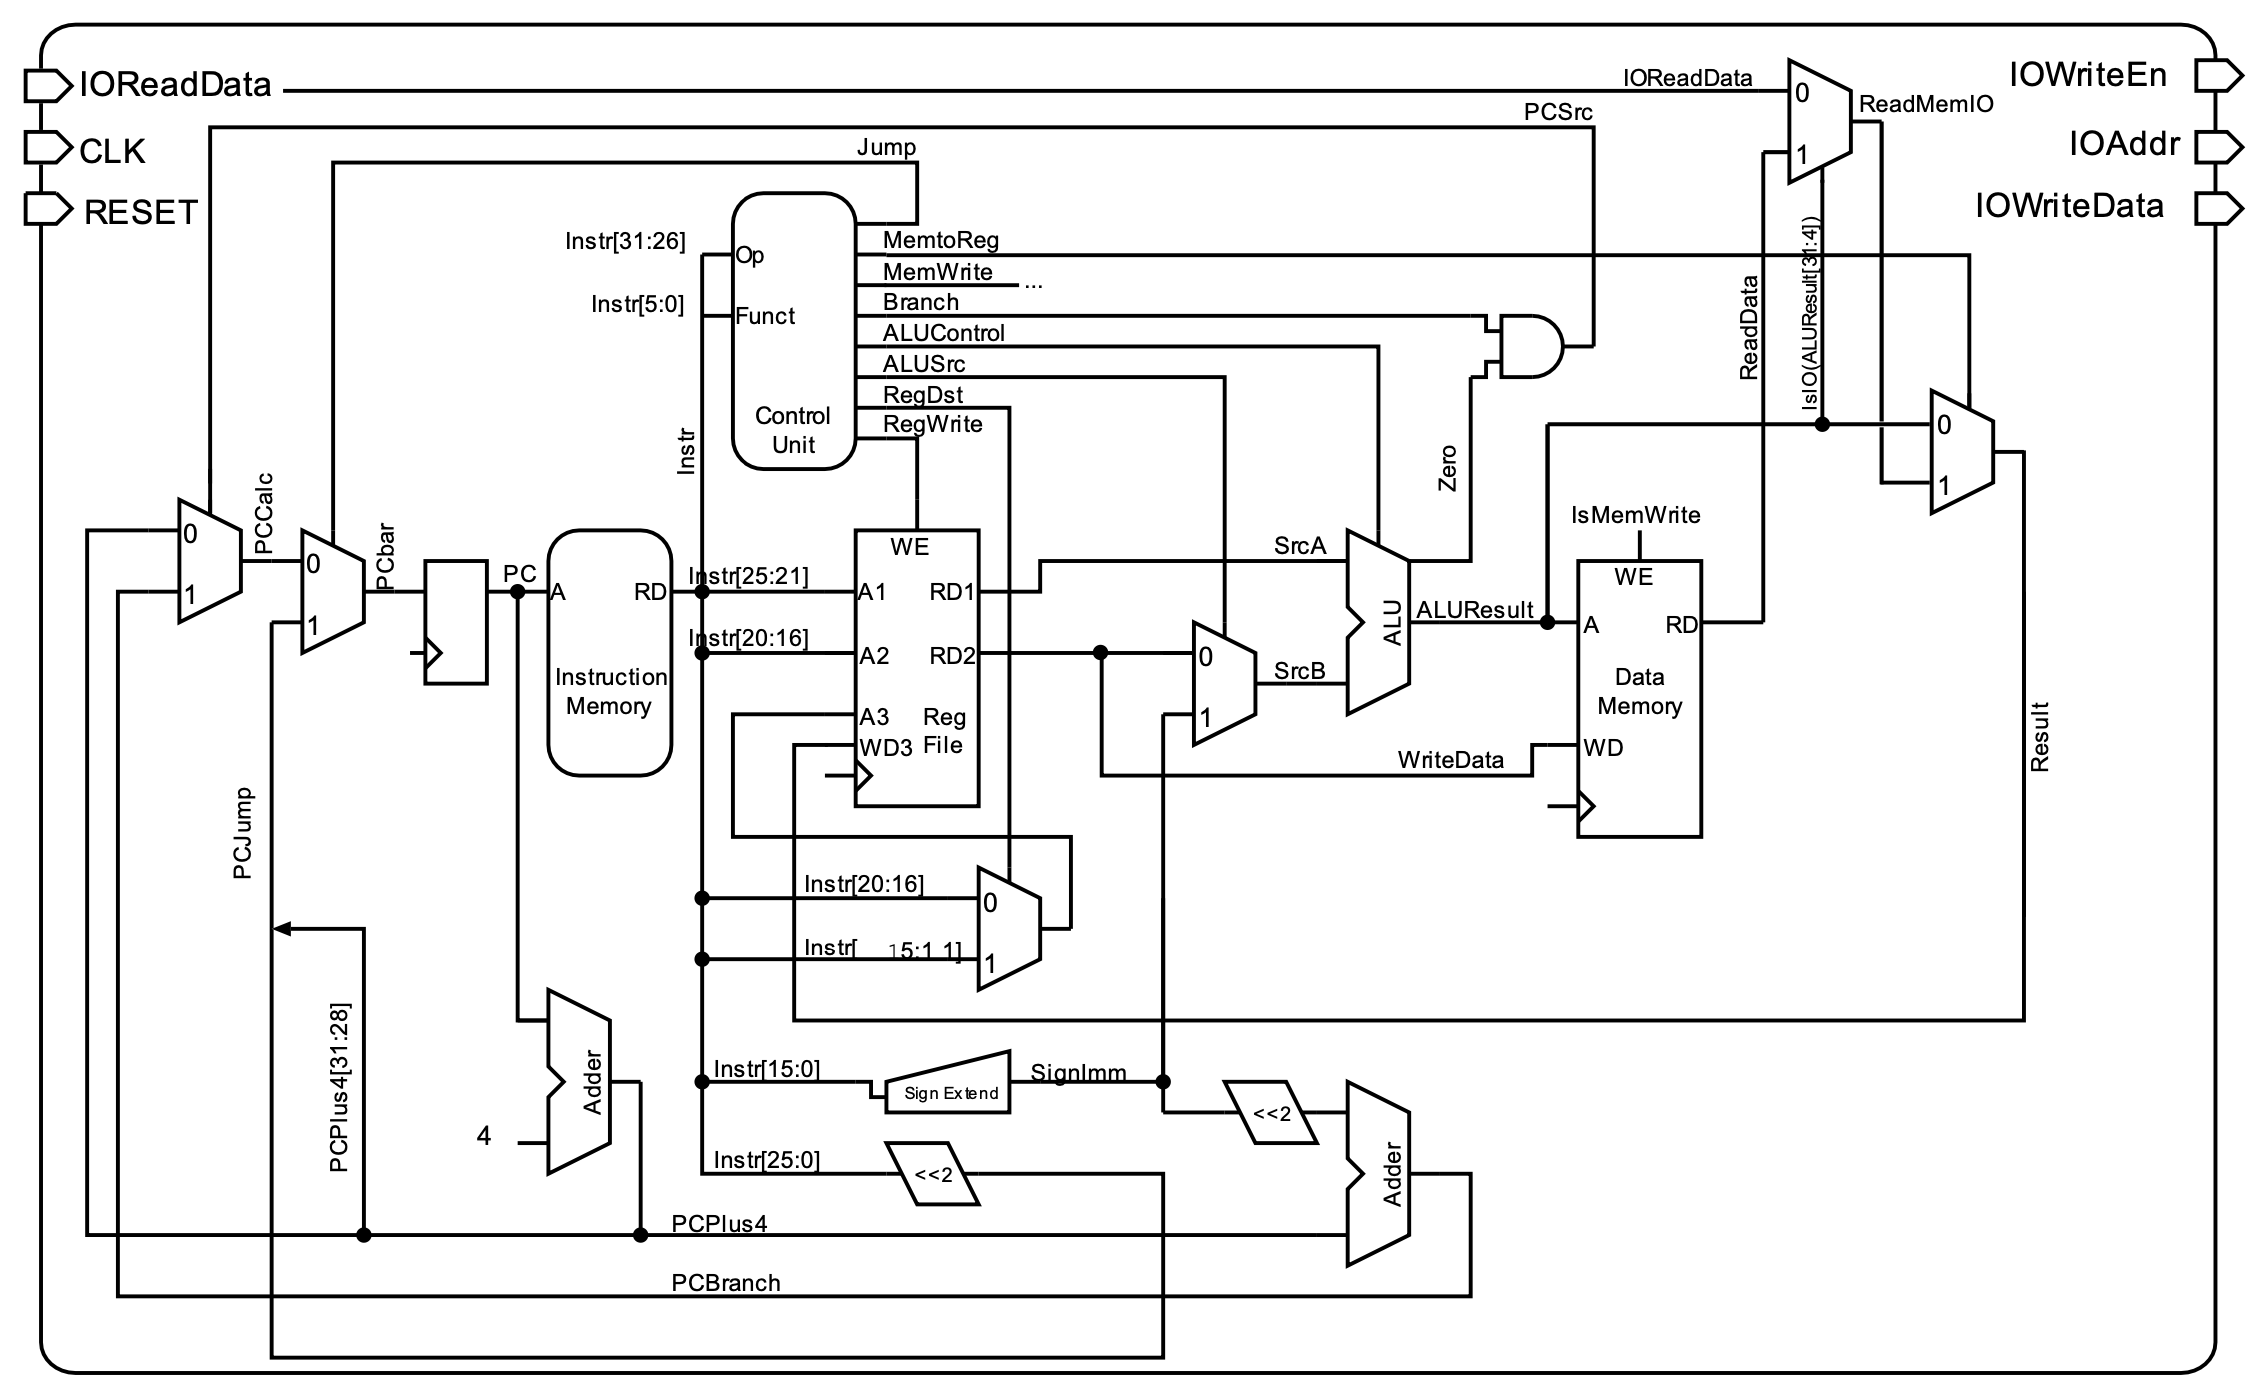 IOReadData
CLK
RESET
IOWriteEn
IOAddr
IOWriteData
IOReadData
0
1
ReadMemIO
PCSrc
Jump
Instr[31:26]
Op
Instr[5:0]
Funct
Control
Unit
MemtoReg
MemWrite
...
Branch
ALUControl
ALUSrc
RegDst
RegWrite
Instr
Zero
ReadData
IsIO(ALUResult[31:4])
0
1
Result
0
1
PCCalc
0
1
PCbar
PC
A
RD
Instruction
Memory
Instr[25:21]
Instr[20:16]
WE
A1
RD1
A2
RD2
A3
WD3
Reg
File
SrcA
0
1
SrcB
ALU
ALUResult
WriteData
IsMemWrite
WE
A
RD
Data
Memory
WD
PCJump
Instr[20:16]
0
Instr[ 15:1 1]
1
PCPlus4[31:28]
4
Adder
Instr[15:0]
Sign Extend
SignImm
<<2
Instr[25:0]
<<2
Adder
PCPlus4
PCBranch